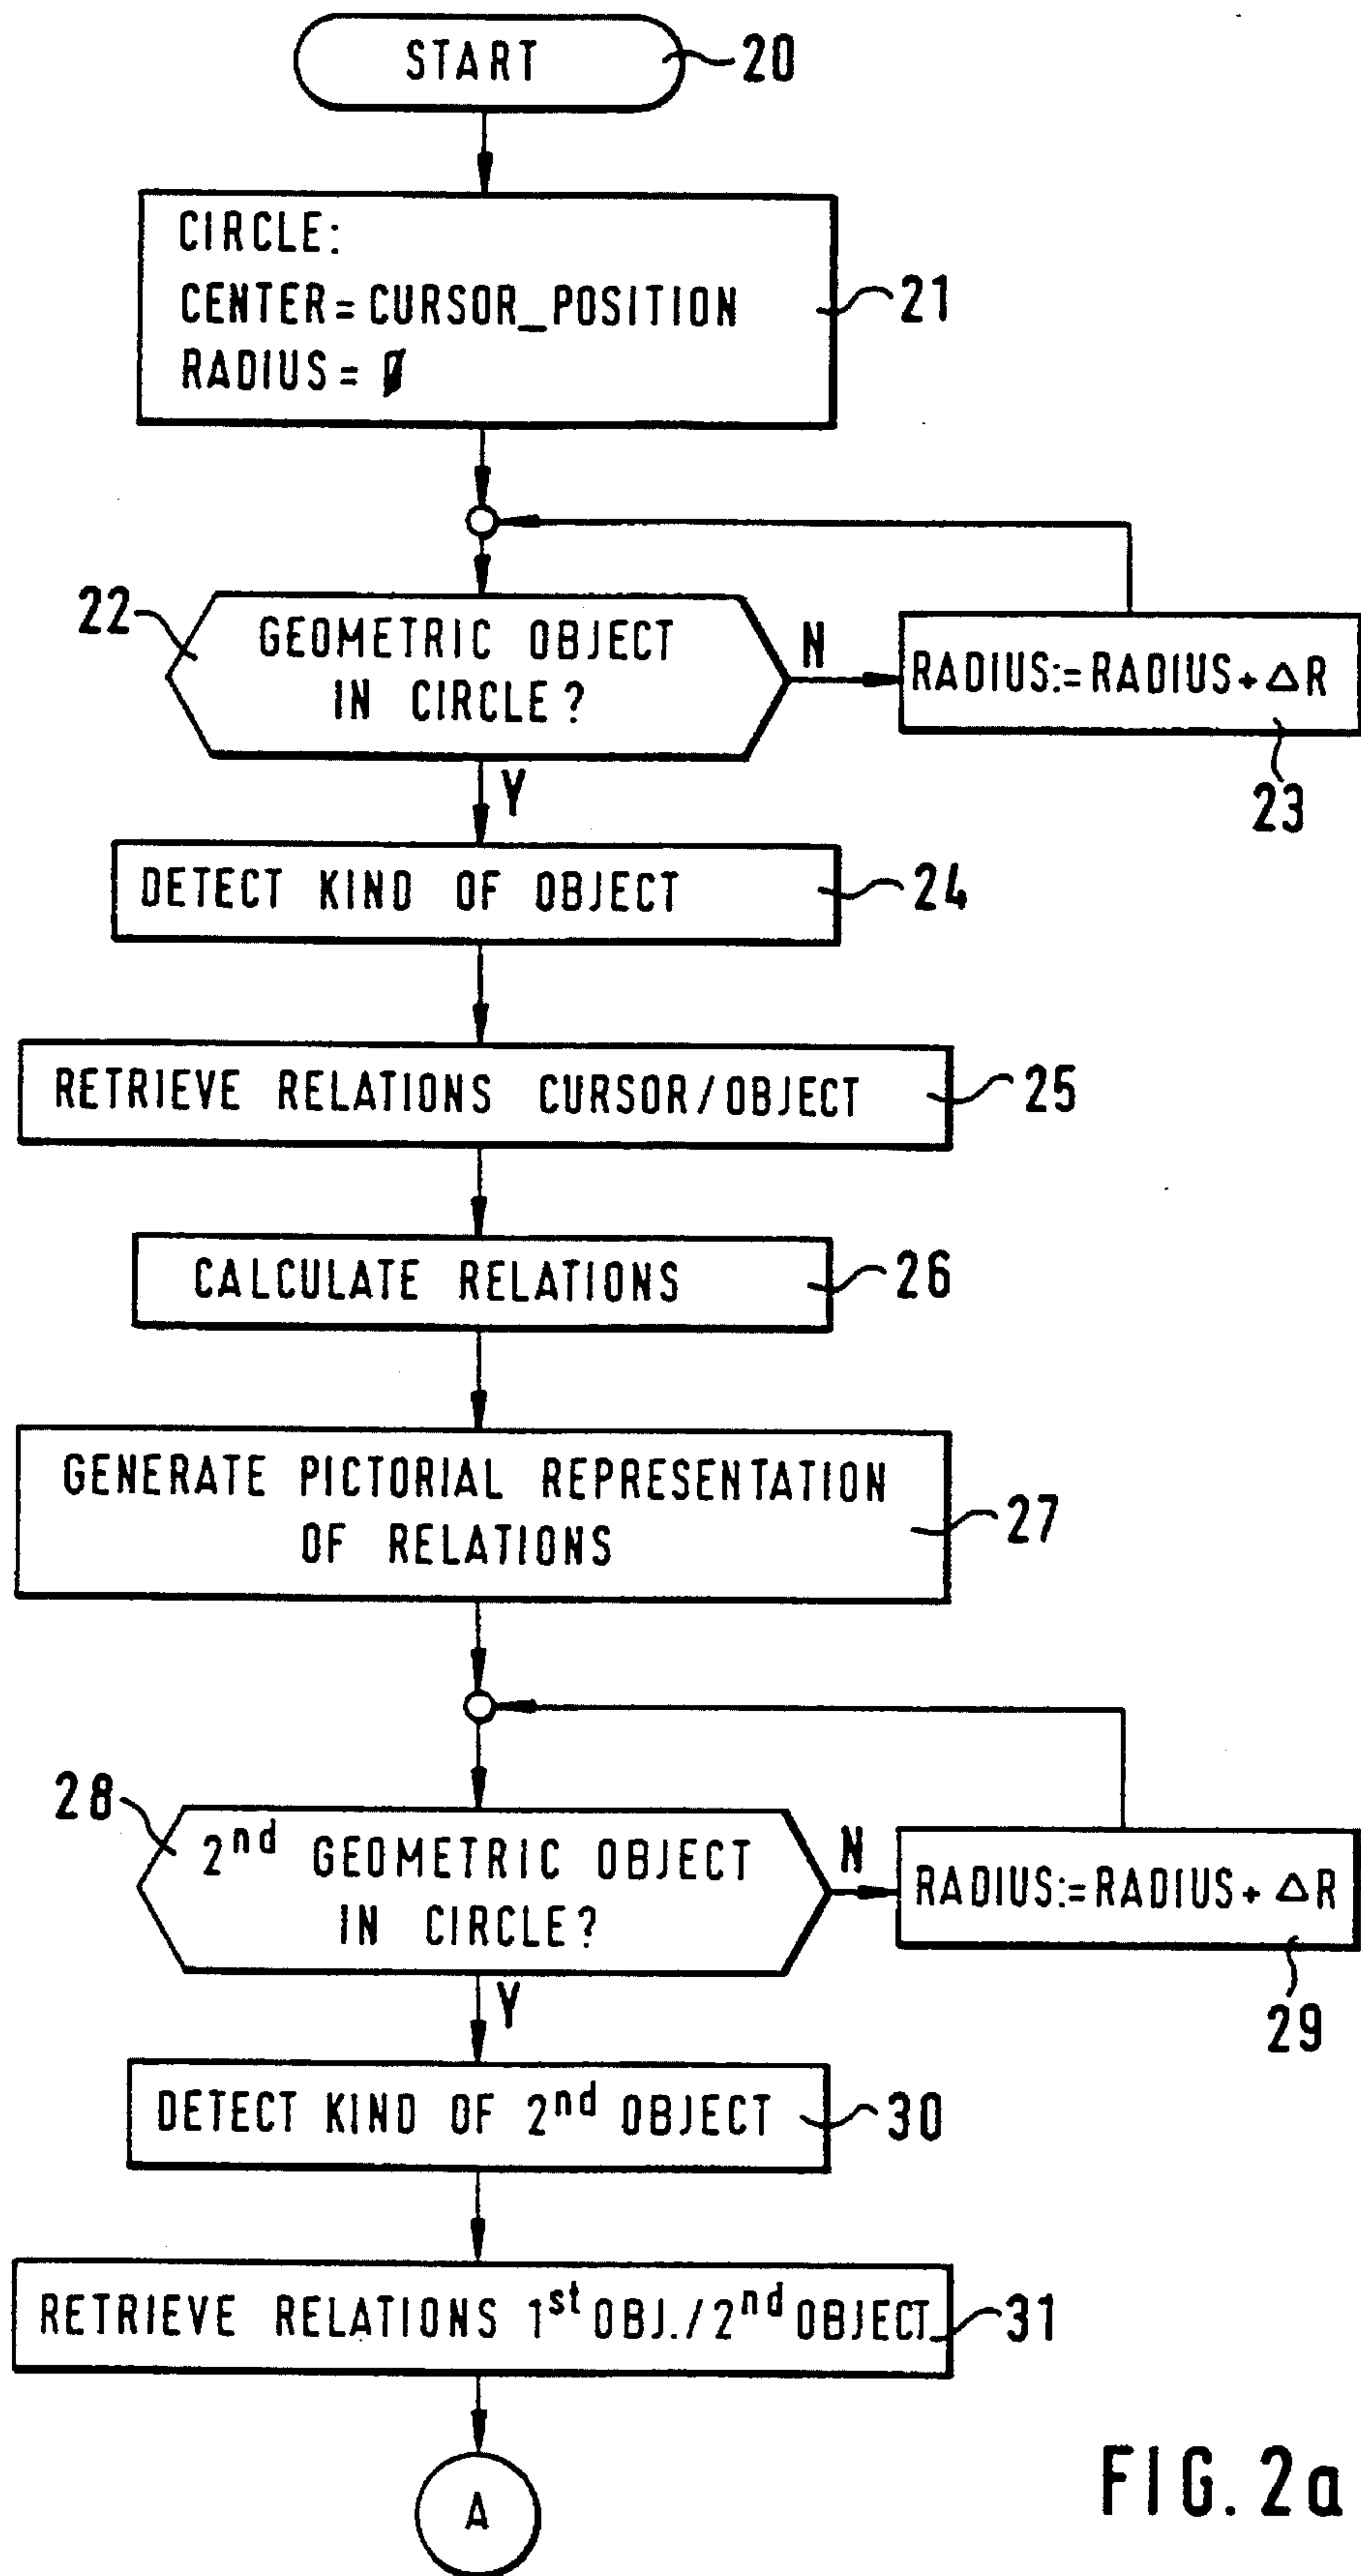 START
20
CIRCLE:
CENTER = CURSOR_POSITION
RADIUS = 0
21
22
GEOMETRIC OBJECT
IN CIRCLE?
N
RADIUS:=RADIUS+ΔR
23
Y
DETECT KIND OF OBJECT
24
RETRIEVE RELATIONS CURSOR/OBJECT
25
CALCULATE RELATIONS
26
GENERATE PICTORIAL REPRESENTATION
OF RELATIONS
27
28
2nd GEOMETRIC OBJECT
IN CIRCLE?
N
RADIUS:=RADIUS+ ΔR
29
Y
DETECT KIND OF 2nd OBJECT
30
RETRIEVE RELATIONS 1st OBJ./2nd OBJECT
31
A
FIG. 2a